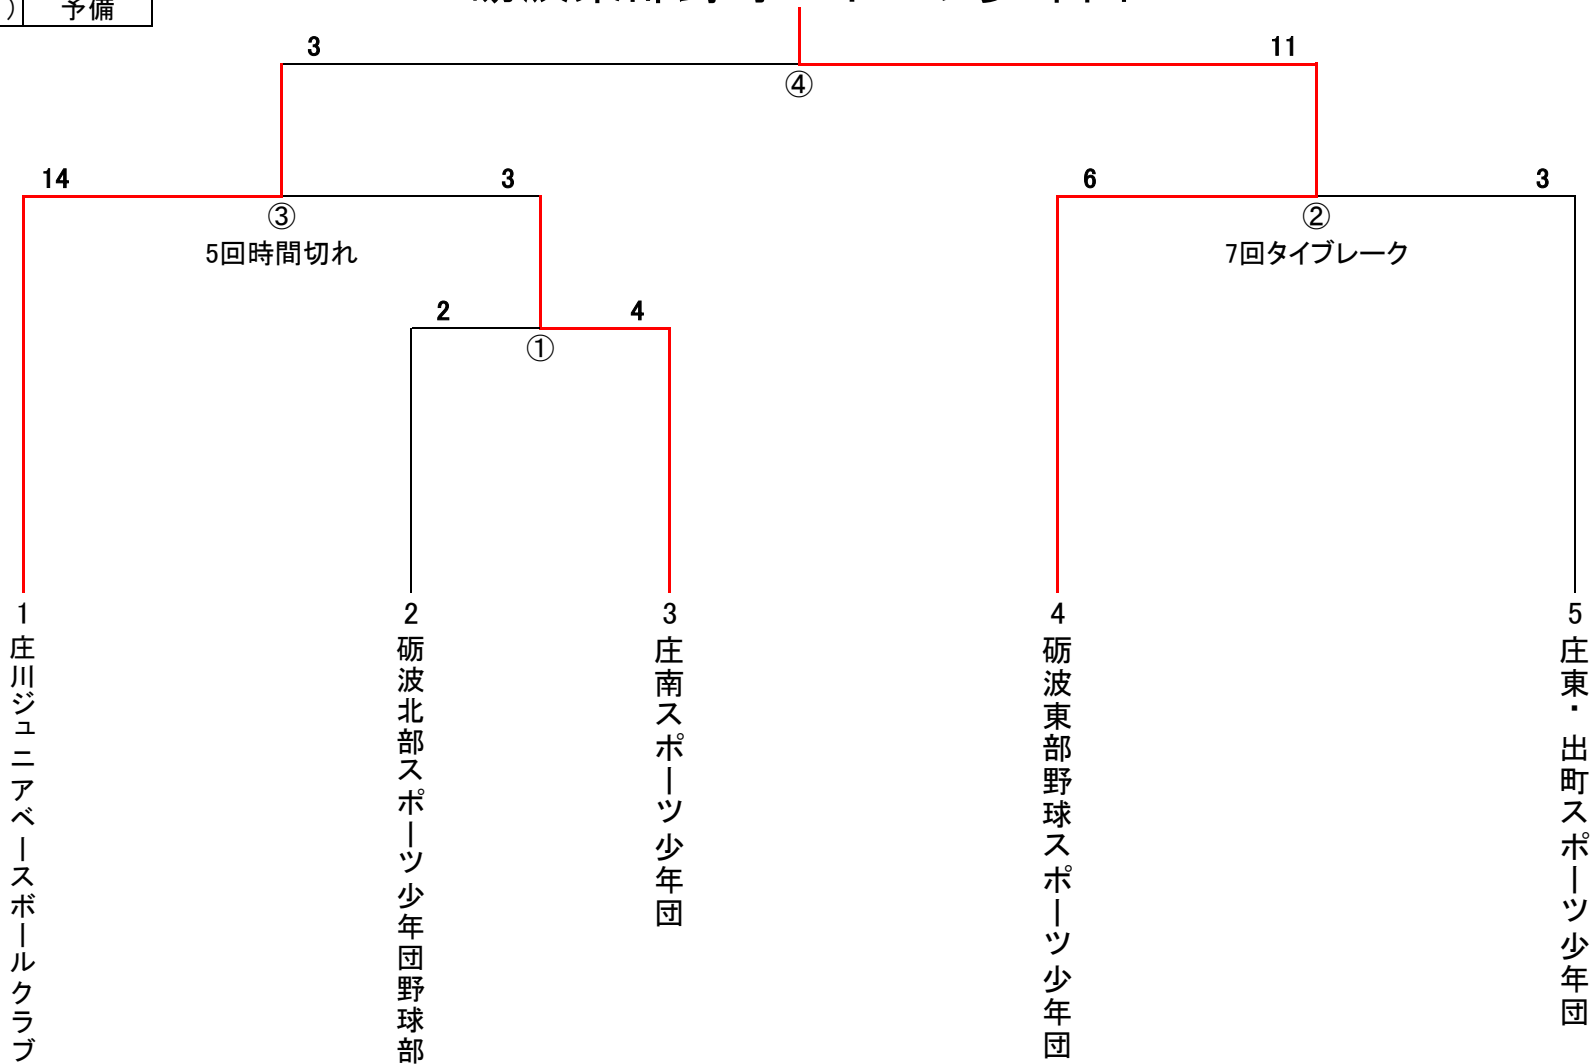 予備
3
11
④
14
3
6
3
③
②
5回時間切れ
7回タイブレーク
2
4
①
1
2
3
4
5
庄川ジュニアベースボールクラブ
砺波北部スポーツ少年団野球部
庄南スポーツ少年団
砺波東部野球スポーツ少年団
庄東・出町スポーツ少年団